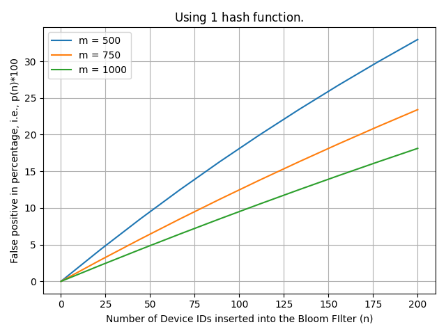 Using 1 hash function.
m = 500
m = 750
m = 1000
False positive in percentage, i.e., p(n)*100
30
25
20
15
10
5
0
0 25 50 75 100 125 150 175 200
Number of Device IDs inserted into the Bloom FIlter (n)